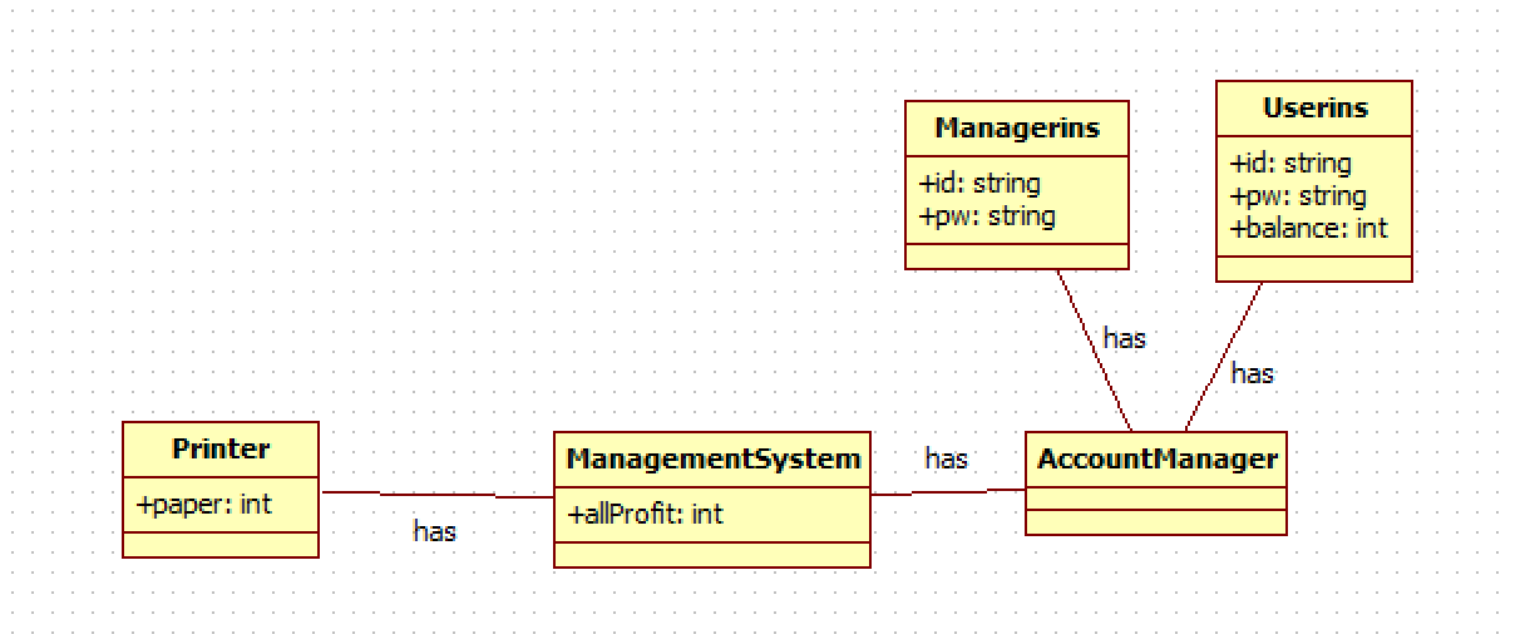 Managerins
+id: string
+pw: string
Userins
+id: string
+pw: string
+balance: int
has
has
Printer
+paper: int
has
ManagementSystem
+allProfit: int
has
AccountManager